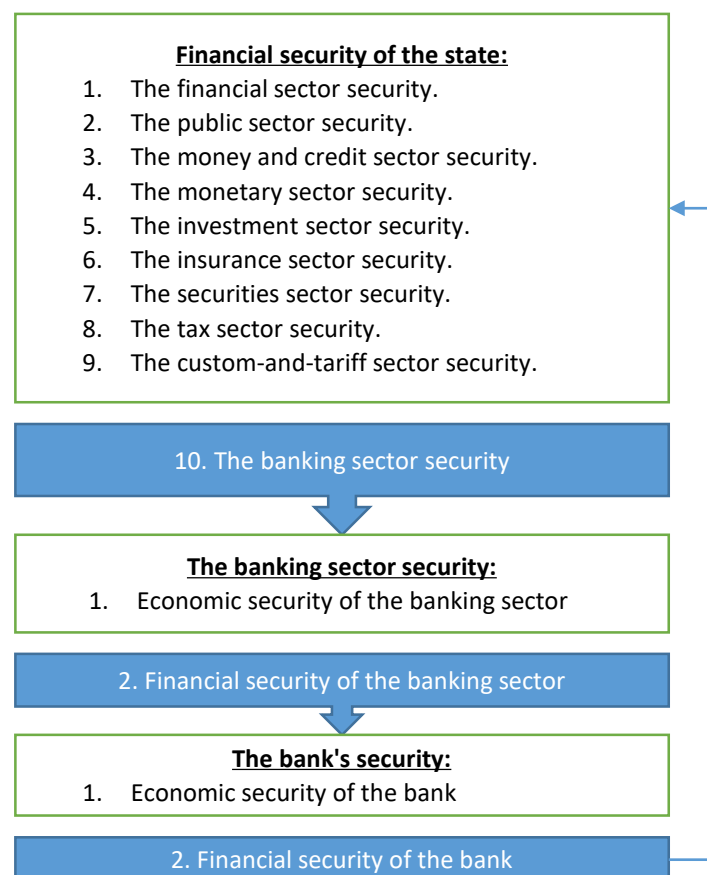 Financial security of the state:
1. The financial sector security.
2. The public sector security.
3. The money and credit sector security.
4. The monetary sector security.
5. The investment sector security.
6. The insurance sector security.
7. The securities sector security.
8. The tax sector security.
9. The custom-and-tariff sector security.
10. The banking sector security
The banking sector security:
1. Economic security of the banking sector
2. Financial security of the banking sector
The bank's security:
1. Economic security of the bank
2. Financial security of the bank